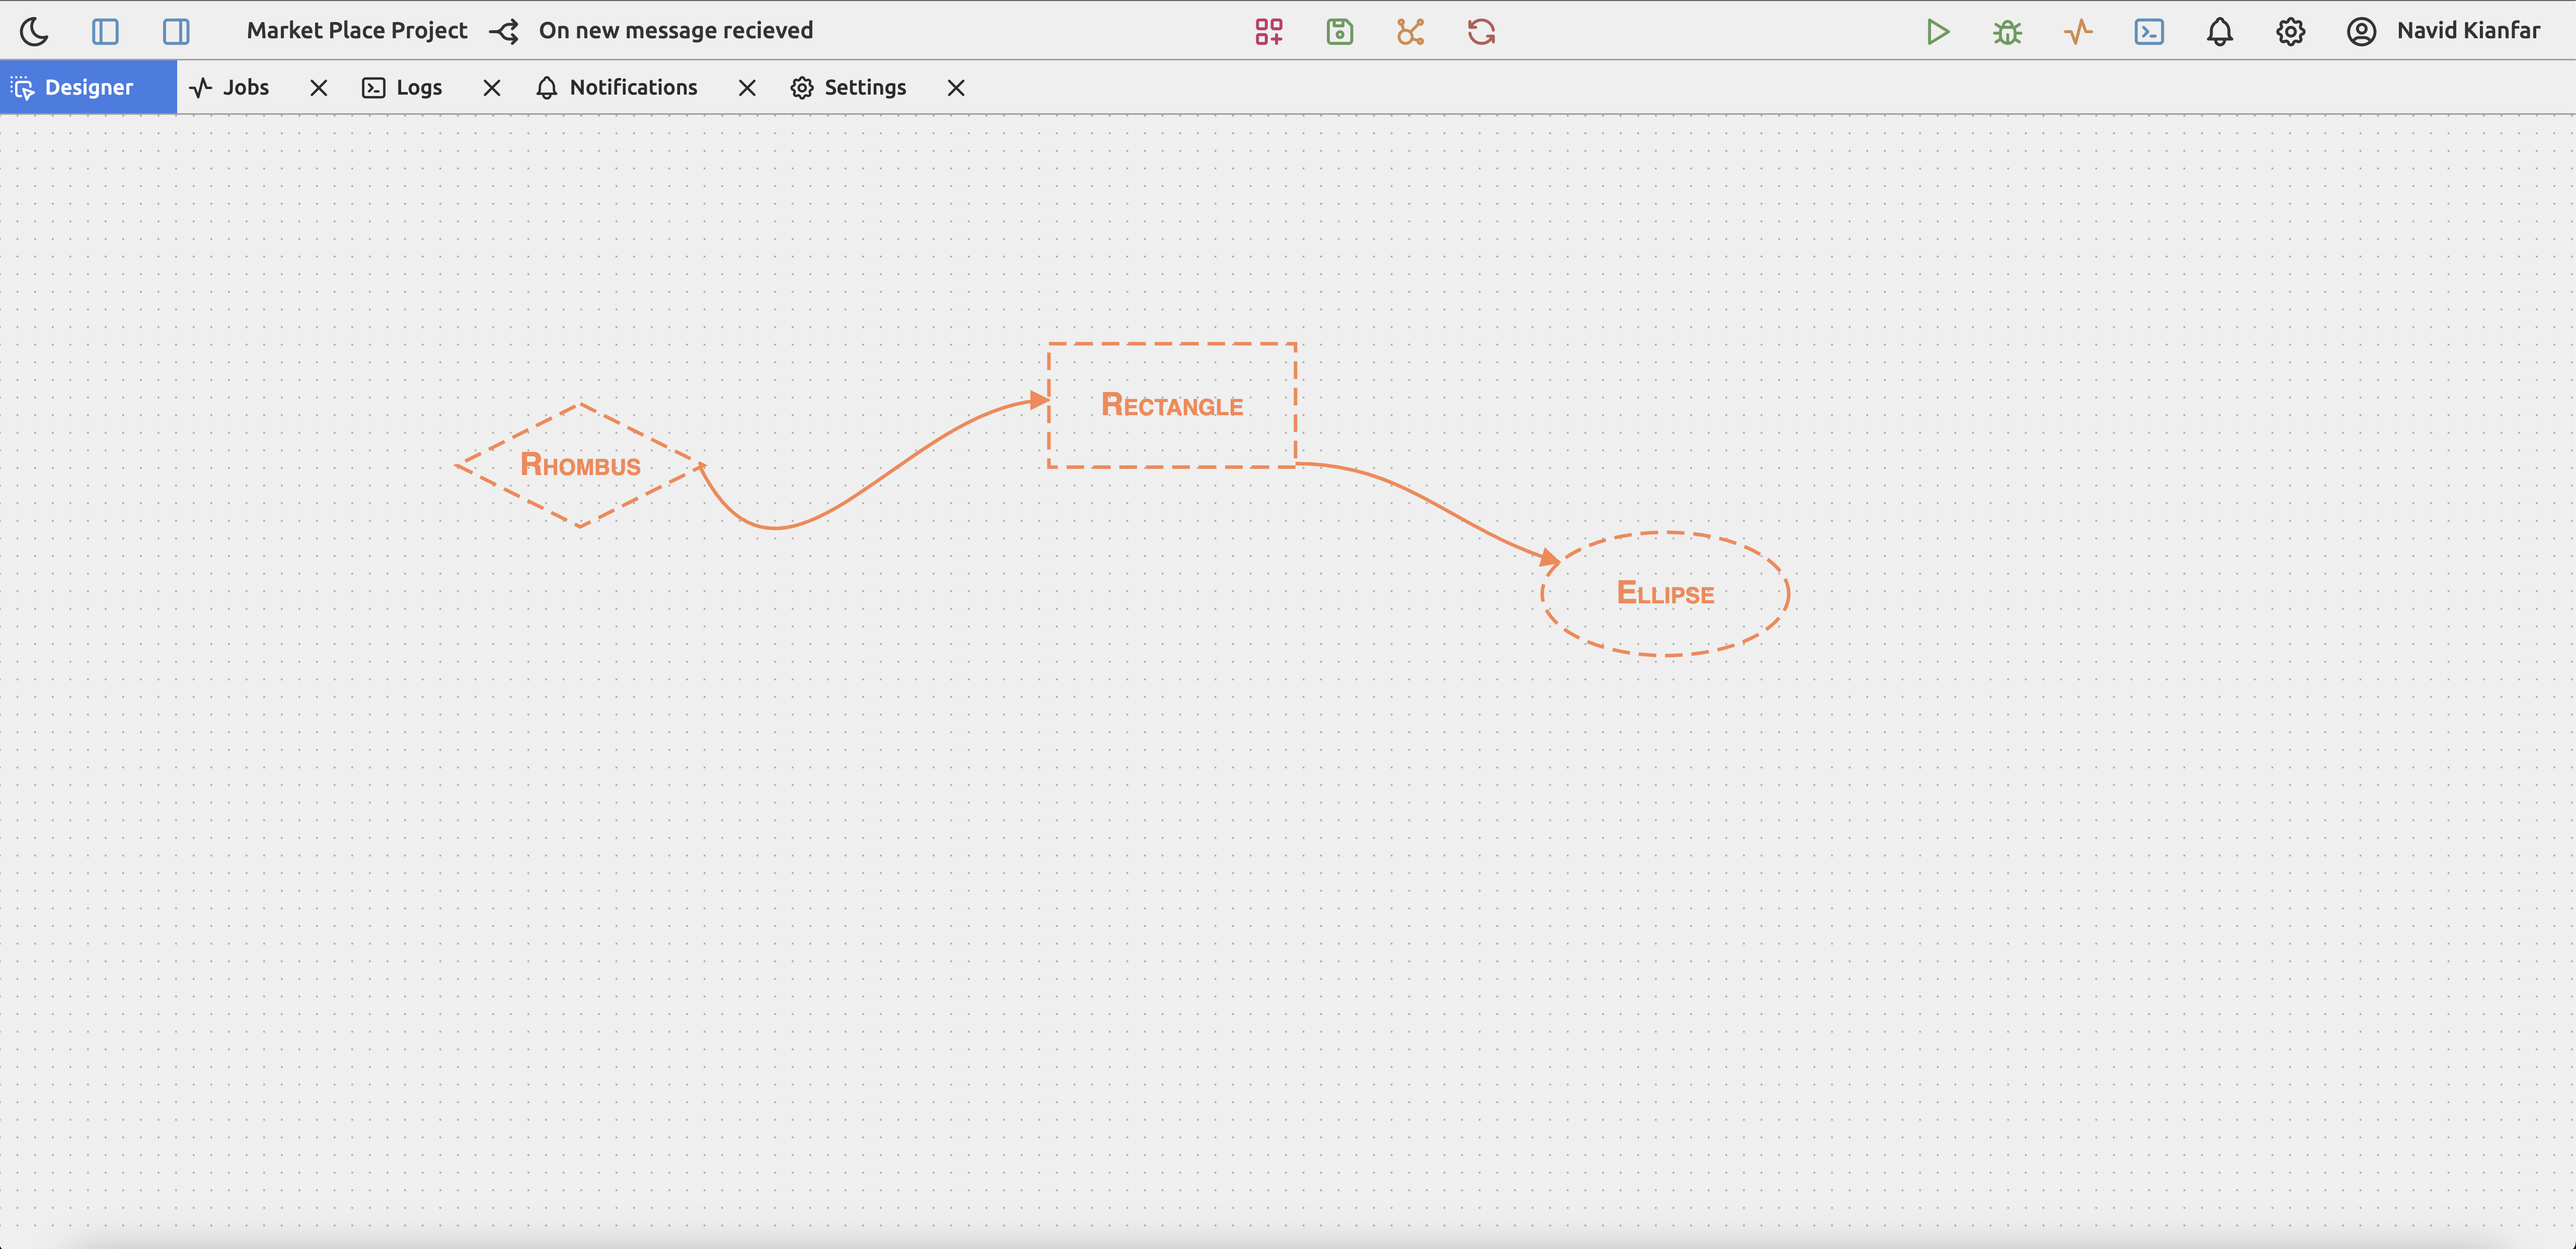 Market Place Project On new message recieved Navid Kianfar
Designer Jobs Logs Notifications Settings
RECTANGLE
RHOMBUS
ELLIPSE